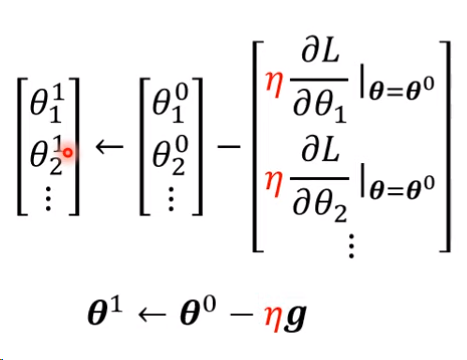 [θ₁¹ θ₂¹ ⋮] ← [θ₁⁰ θ₂⁰ ⋮] − [η ∂L/∂θ₁ |𝜽=𝜽⁰ η ∂L/∂θ₂ |𝜽=𝜽⁰ ⋮]
𝜽¹ ← 𝜽⁰ − η𝒈